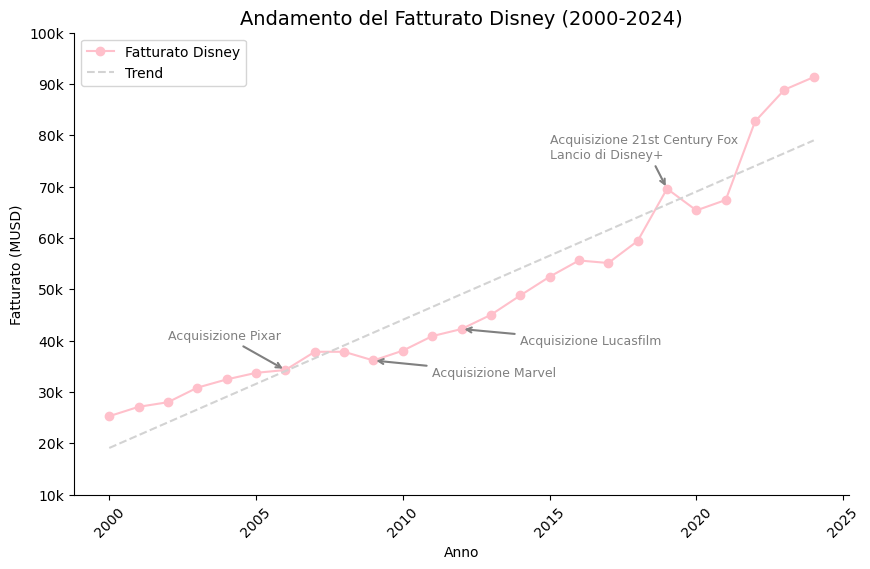 Andamento del Fatturato Disney (2000-2024)
100k
90k
80k
70k
60k
50k
40k
30k
20k
10k
Fatturato (MUSD)
Fatturato Disney
Trend
Acquisizione 21st Century Fox
Lancio di Disney+
Acquisizione Pixar
Acquisizione Lucasfilm
Acquisizione Marvel
2000
2005
2010
2015
2020
2025
Anno